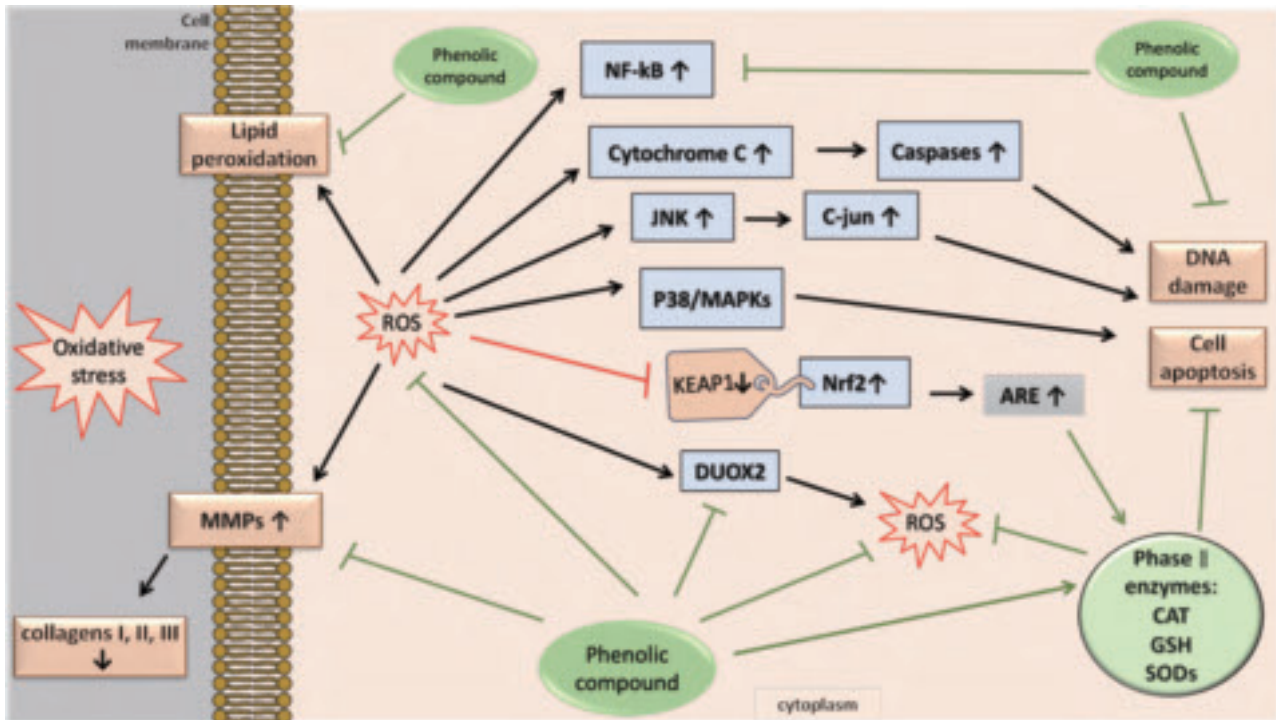 Cell
membrane
Phenolic
compound
NF-kB ↑
Phenolic
compound
Lipid
peroxidation
Cytochrome C ↑
Caspases ↑
JNK ↑
C-jun ↑
DNA
damage
P38/MAPKs
ROS
Oxidative
stress
Cell
apoptosis
KEAP1↓
Nrf2↑
ARE ↑
DUOX2
MMPs ↑
ROS
Phase II
enzymes:
CAT
GSH
SODs
collagens I, II, III
↓
Phenolic
compound
cytoplasm